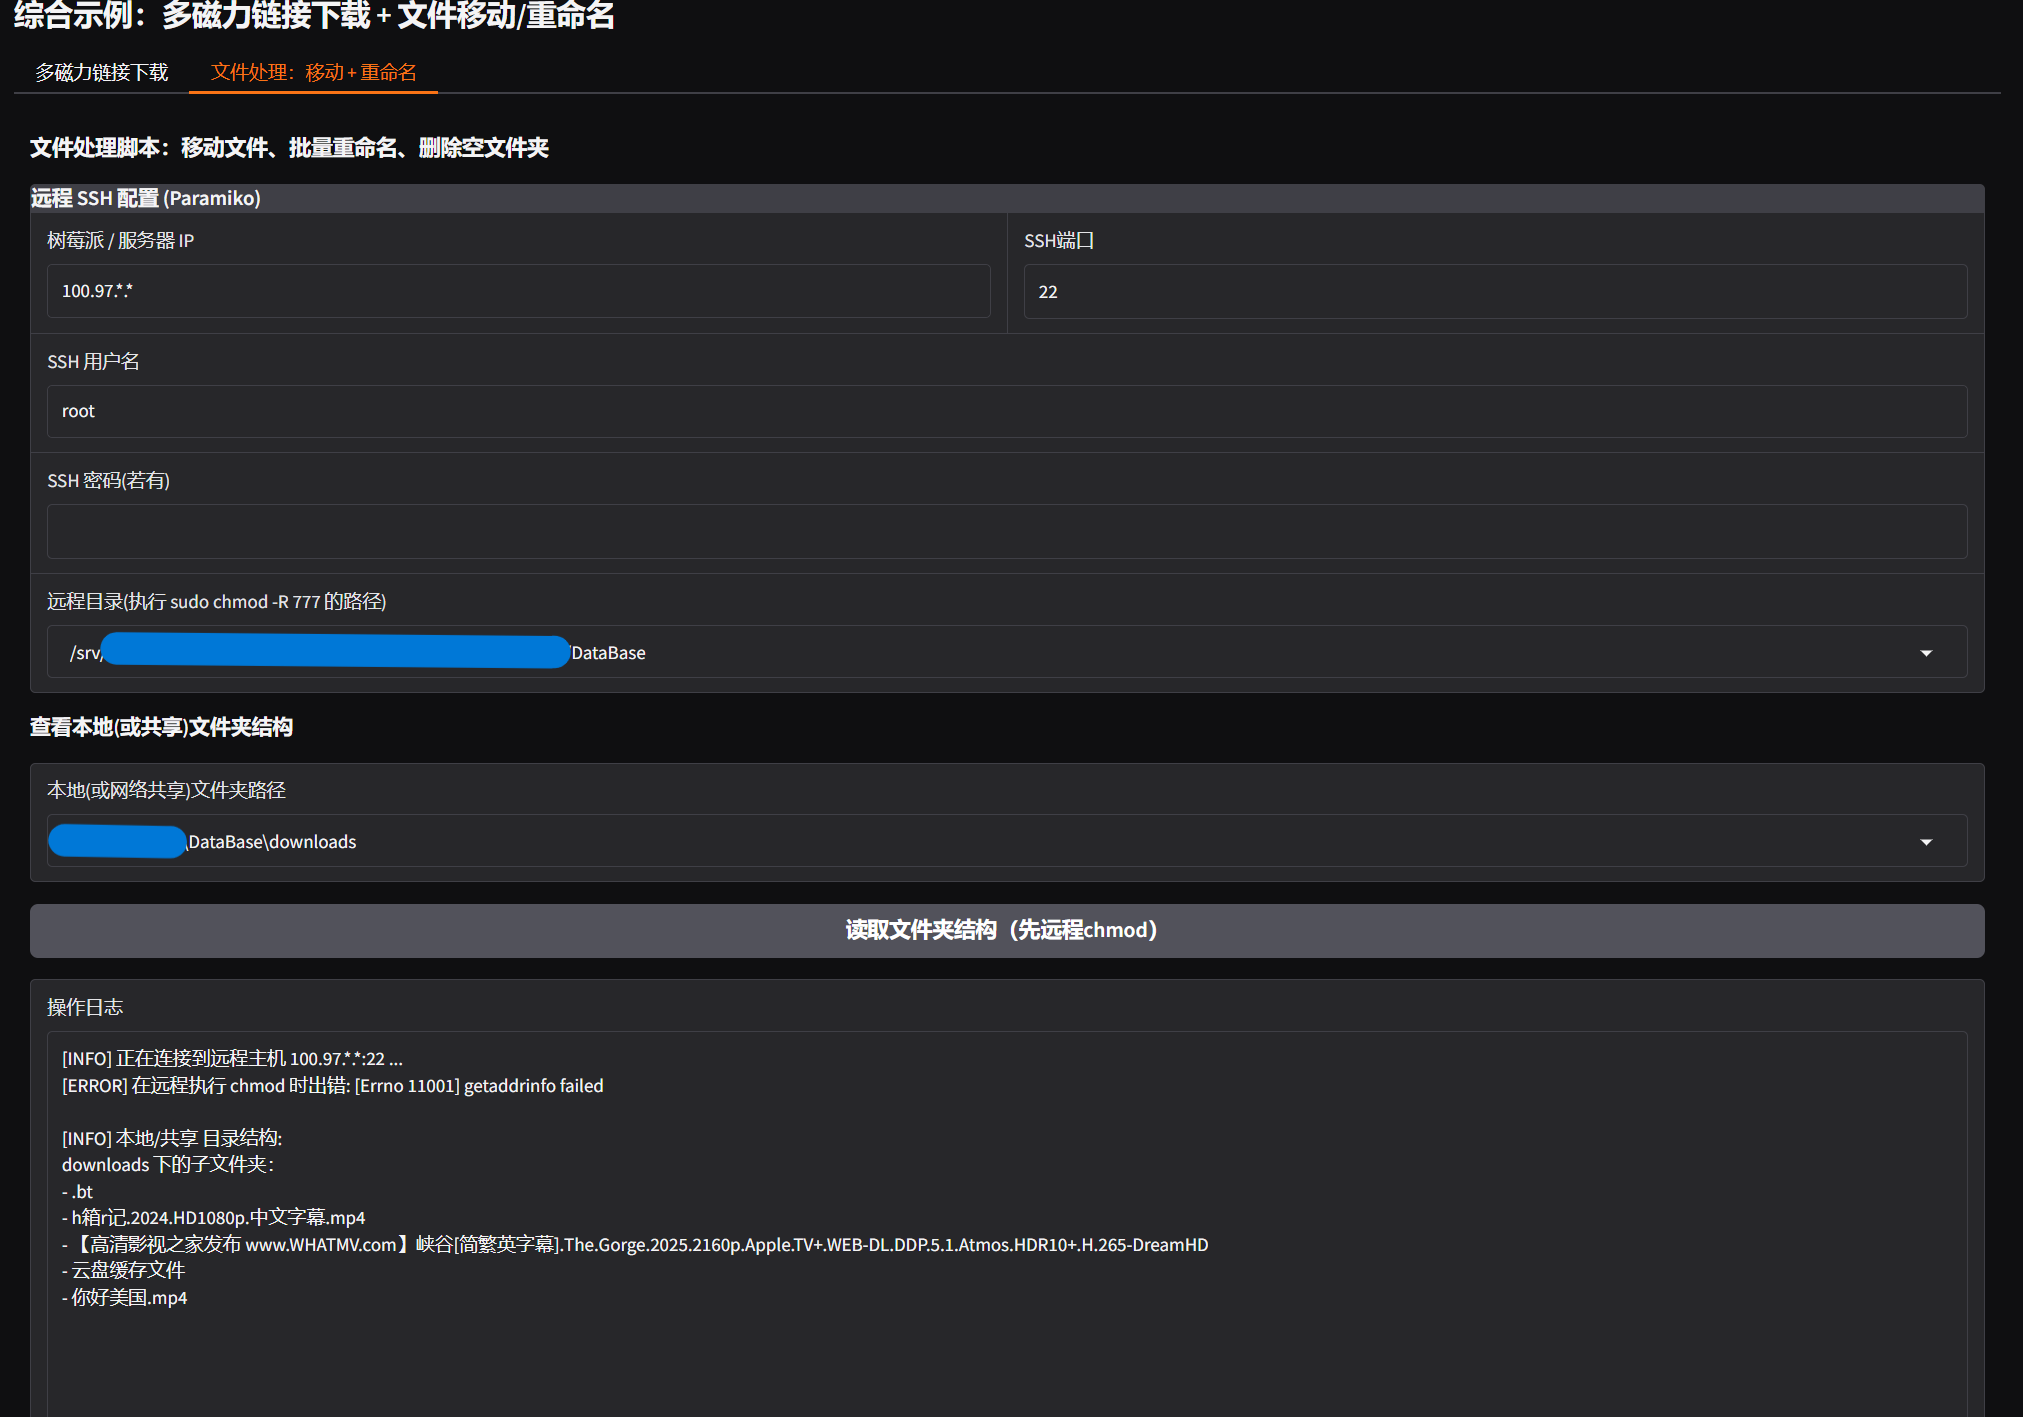 综合示例：多磁力链接下载 + 文件移动/重命名
多磁力链接下载
文件处理：移动 + 重命名
文件处理脚本：移动文件、批量重命名、删除空文件夹
远程 SSH 配置 (Paramiko)
树莓派 / 服务器 IP
SSH端口
100.97.*.*
22
SSH 用户名
root
SSH 密码(若有)
远程目录(执行 sudo chmod -R 777 的路径)
/srv/
/DataBase
查看本地(或共享)文件夹结构
本地(或网络共享)文件夹路径
\DataBase\downloads
读取文件夹结构（先远程chmod）
操作日志
[INFO] 正在连接到远程主机 100.97.*.*:22 ...
[ERROR] 在远程执行 chmod 时出错: [Errno 11001] getaddrinfo failed
[INFO] 本地/共享 目录结构:
downloads 下的子文件夹：
- .bt
- h箱r记.2024.HD1080p.中文字幕.mp4
- 【高清影视之家发布 www.WHATMV.com】峡谷[简繁英字幕].The.Gorge.2025.2160p.Apple.TV+.WEB-DL.DDP.5.1.Atmos.HDR10+.H.265-DreamHD
- 云盘缓存文件
- 你好美国.mp4